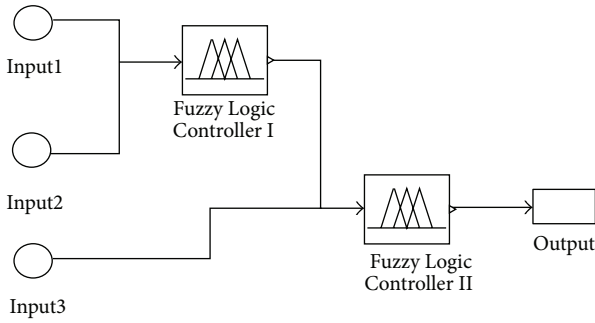 Input1
Fuzzy Logic
Controller I
Input2
Fuzzy Logic
Controller II
Output
Input3